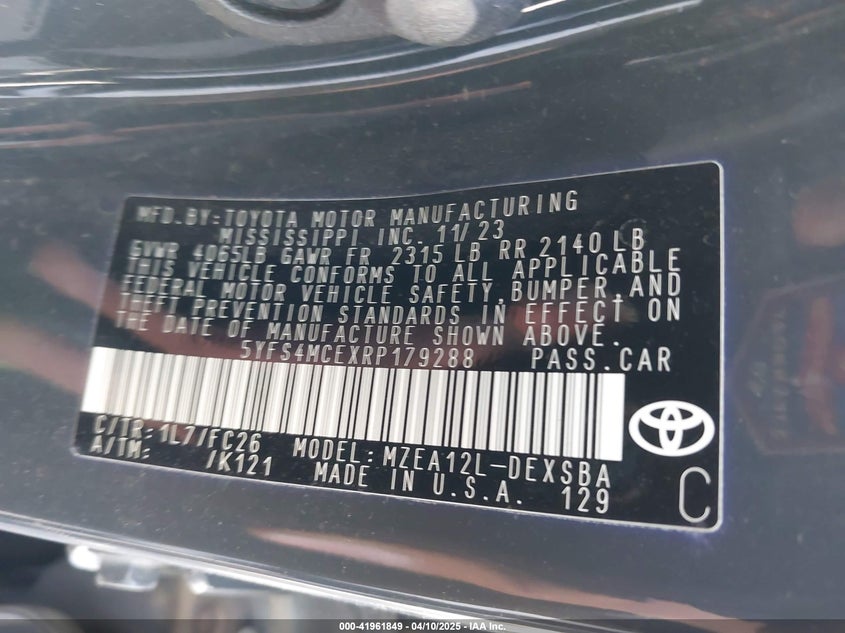 MFD.BY:TOYOTA MOTOR MANUFACTURING
MISSISSIPPI INC. 11/23
GVWR 4065LB GAWR FR 2315 LB RR 2140 LB
THIS VEHICLE CONFORMS TO ALL APPLICABLE
FEDERAL MOTOR VEHICLE SAFETY,BUMPER,AND
THEFT PREVENTION STANDARDS IN EFFECT ON
THE DATE OF MANUFACTURE SHOWN ABOVE.
5YFS4MCEXRP179288 PASS.CAR
C/TR:1L7/FC26 MODEL:MZEA12L-DEXSBA
A/TM: /K121 MADE IN U.S.A. 129
C
000-41961849 - 04/10/2025 - IAA Inc.